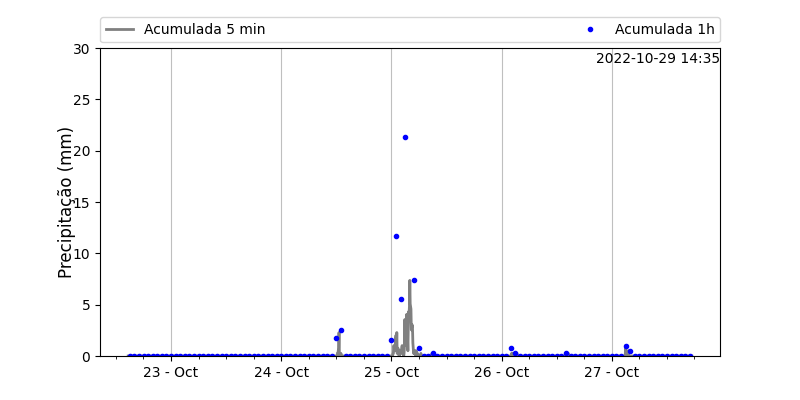 Acumulada 5 min
Acumulada 1h
2022-10-29 14:35
Precipitação (mm)
30
25
20
15
10
5
0
23 - Oct
24 - Oct
25 - Oct
26 - Oct
27 - Oct